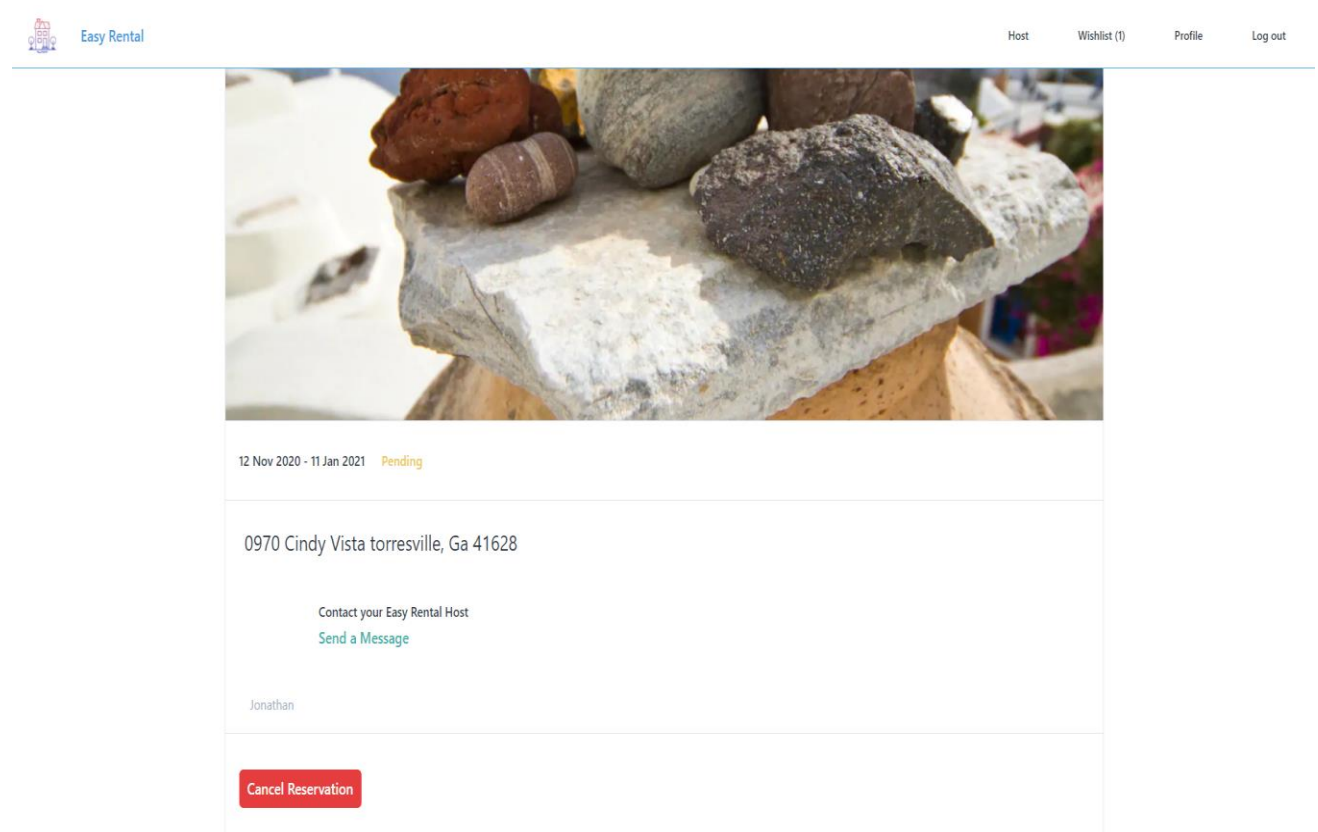 Easy Rental
Host Wishlist (1) Profile Log out
12 Nov 2020 - 11 Jan 2021 Pending
0970 Cindy Vista torresville, Ga 41628
Contact your Easy Rental Host
Send a Message
Jonathan
Cancel Reservation